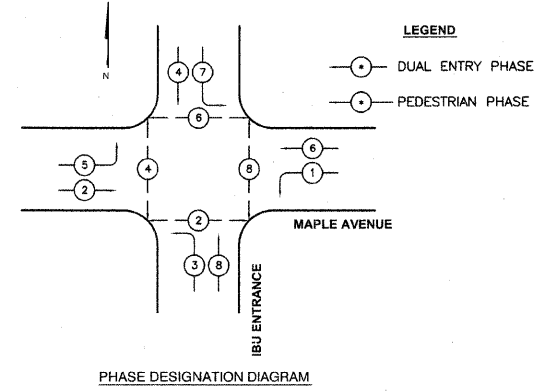 LEGEND
* DUAL ENTRY PHASE
* PEDESTRIAN PHASE
N
4 7
6
5
2
4
8
6
1
2
3 8
MAPLE AVENUE
IBU ENTRANCE
PHASE DESIGNATION DIAGRAM